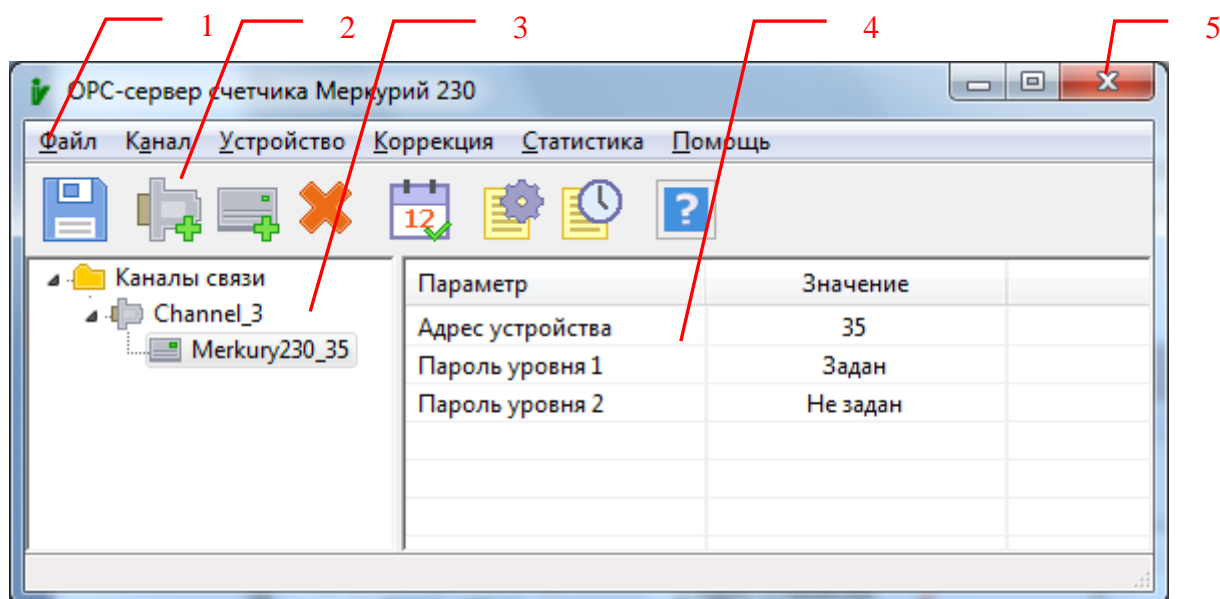 1 2 3 4 5
OPC-сервер счетчика Меркурий 230
Файл Канал Устройство Коррекция Статистика Помощь
12
?
Каналы связи
Channel_3
Merkury230_35
Параметр Значение
Адрес устройства 35
Пароль уровня 1 Задан
Пароль уровня 2 Не задан